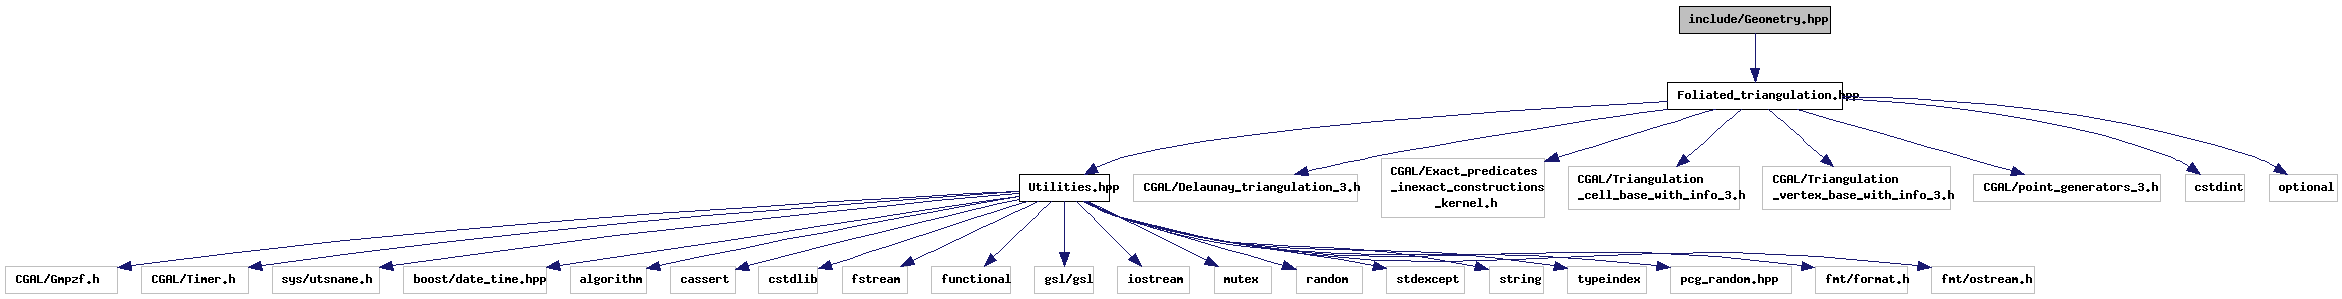 include/Geometry.hpp
Foliated_triangulation.hpp
Utilities.hpp
CGAL/Delaunay_triangulation_3.h
CGAL/Exact_predicates
_inexact_constructions
_kernel.h
CGAL/Triangulation
_cell_base_with_info_3.h
CGAL/Triangulation
_vertex_base_with_info_3.h
CGAL/point_generators_3.h
cstdint
optional
CGAL/Gmpzf.h
CGAL/Timer.h
sys/utsname.h
boost/date_time.hpp
algorithm
cassert
cstdlib
fstream
functional
gsl/gsl
iostream
mutex
random
stdexcept
string
typeindex
pcg_random.hpp
fmt/format.h
fmt/ostream.h